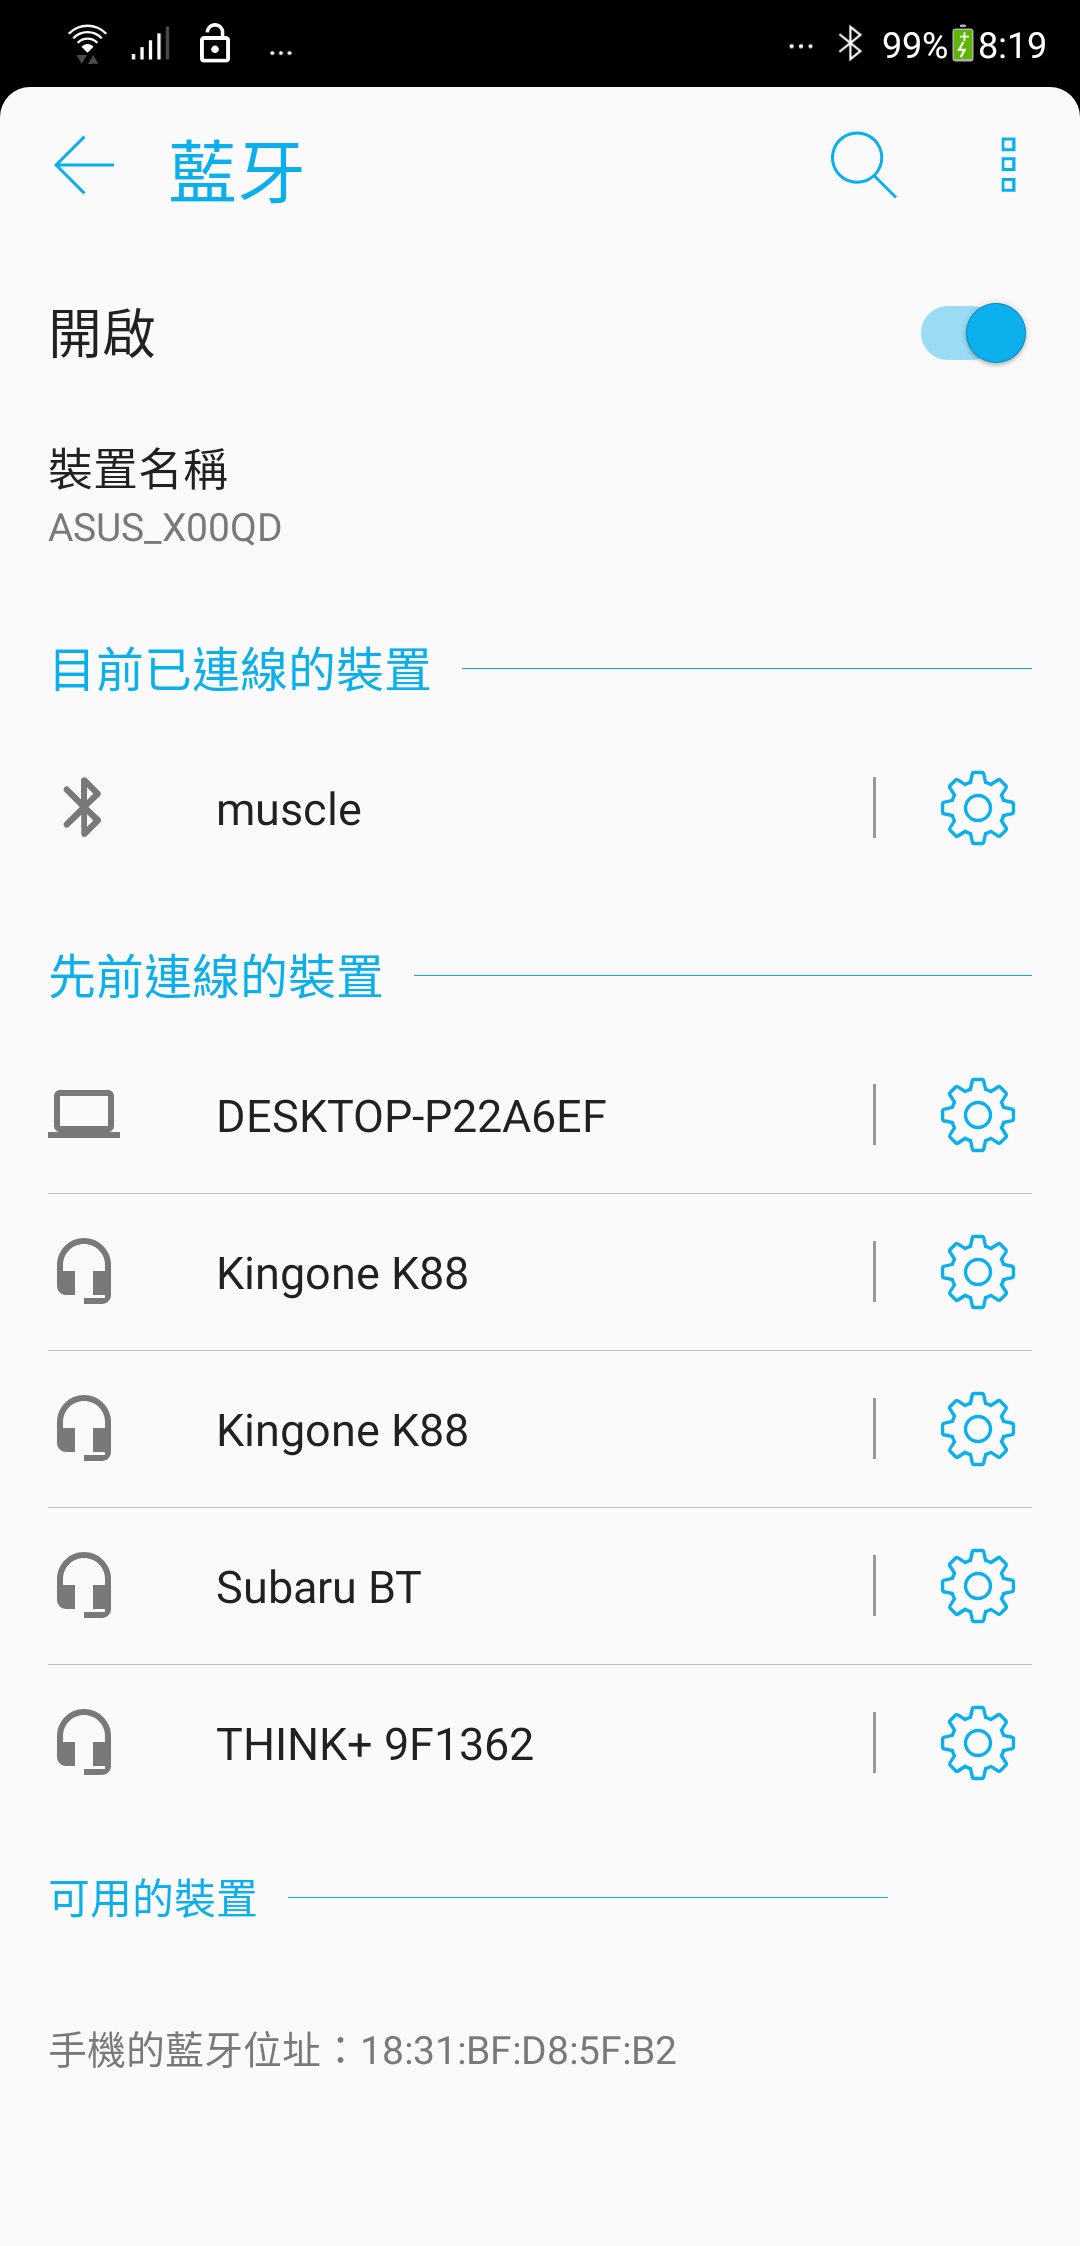 ... ... 99% 8:19
藍牙
開啟
裝置名稱
ASUS_X00QD
目前已連線的裝置
muscle
先前連線的裝置
DESKTOP-P22A6EF
Kingone K88
Kingone K88
Subaru BT
THINK+ 9F1362
可用的裝置
手機的藍牙位址：18:31:BF:D8:5F:B2